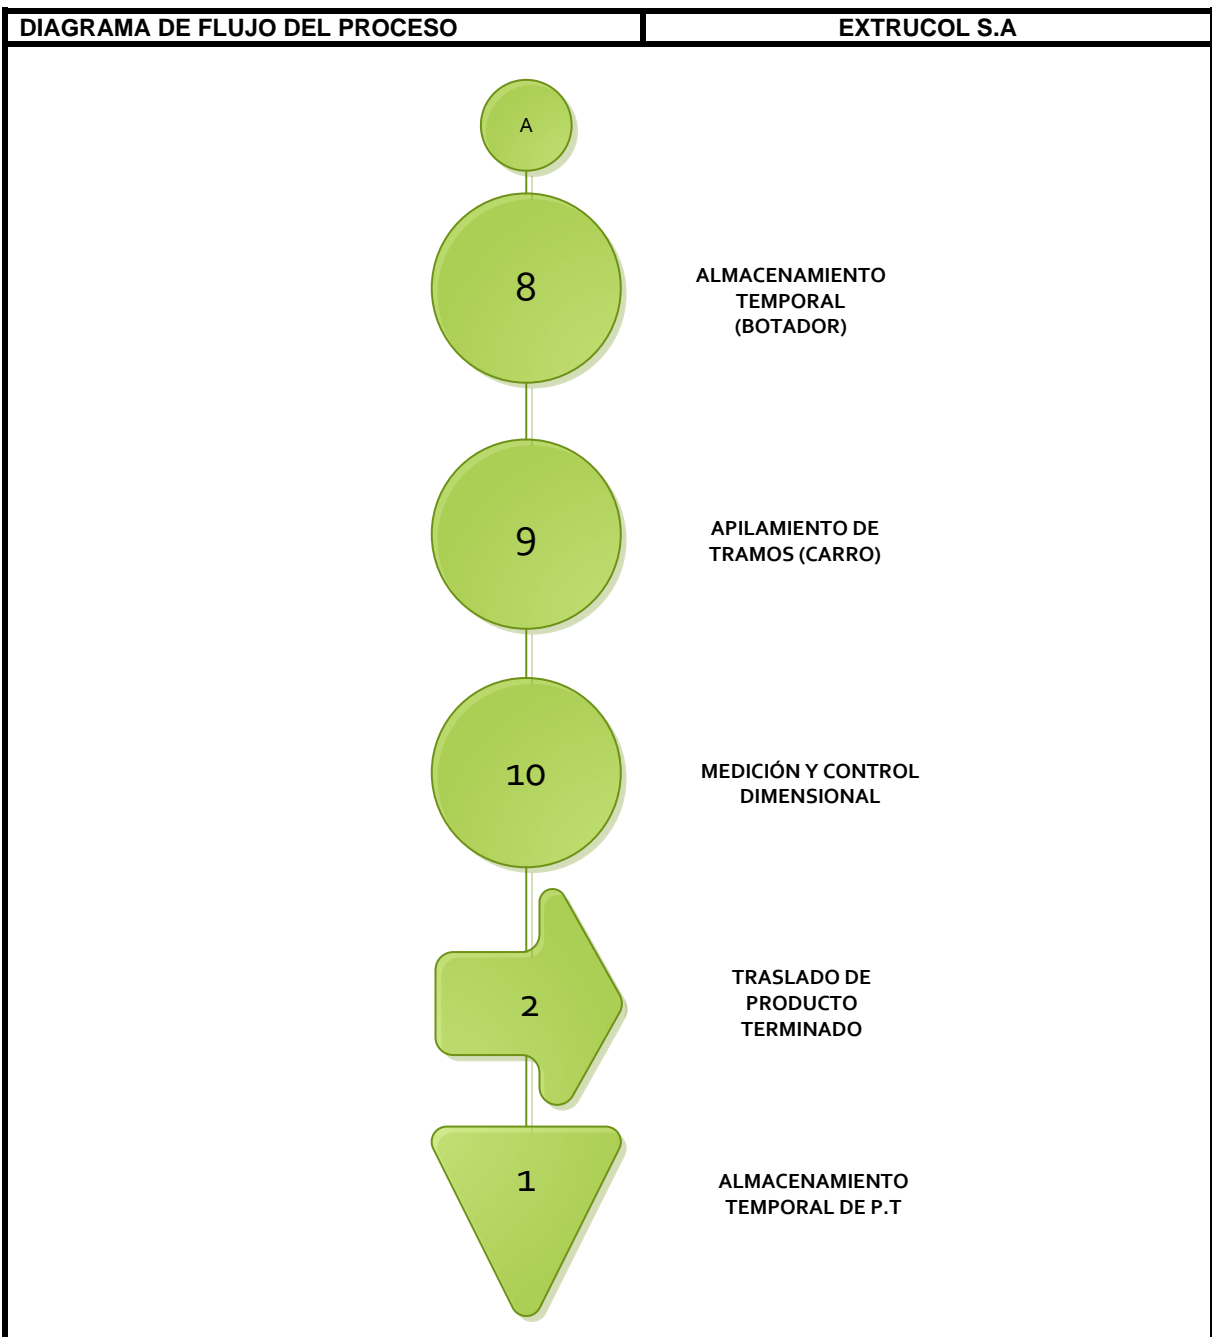 DIAGRAMA DE FLUJO DEL PROCESO
EXTRUCOL S.A
A
8
ALMACENAMIENTO
TEMPORAL
(BOTADOR)
9
APILAMIENTO DE
TRAMOS (CARRO)
10
MEDICIÓN Y CONTROL
DIMENSIONAL
2
TRASLADO DE
PRODUCTO
TERMINADO
1
ALMACENAMIENTO
TEMPORAL DE P.T